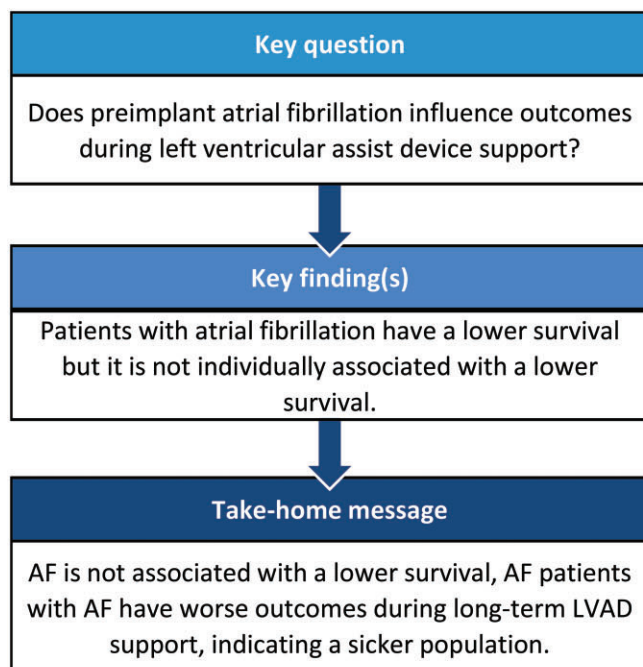 Key question
Does preimplant atrial fibrillation influence outcomes
during left ventricular assist device support?
Key finding(s)
Patients with atrial fibrillation have a lower survival
but it is not individually associated with a lower
survival.
Take-home message
AF is not associated with a lower survival, AF patients
with AF have worse outcomes during long-term LVAD
support, indicating a sicker population.